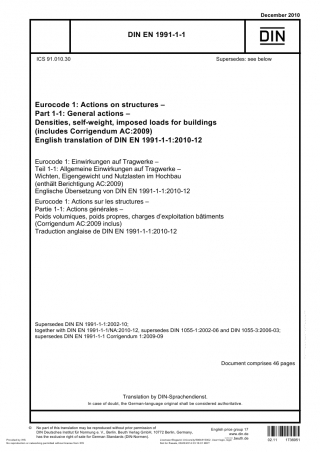 December 2010
DIN EN 1991-1-1
DIN
ICS 91.010.30
Supersedes: see below
Eurocode 1: Actions on structures –
Part 1-1: General actions –
Densities, self-weight, imposed loads for buildings
(includes Corrigendum AC:2009)
English translation of DIN EN 1991-1-1:2010-12
Eurocode 1: Einwirkungen auf Tragwerke –
Teil 1-1: Allgemeine Einwirkungen auf Tragwerke –
Wichten, Eigengewicht und Nutzlasten im Hochbau
(enthält Berichtigung AC:2009)
Englische Übersetzung von DIN EN 1991-1-1:2010-12
Eurocode 1: Actions sur les structures –
Partie 1-1: Actions générales –
Poids volumiques, poids propres, charges d'exploitation bâtiments
(Corrigendum AC:2009 inclus)
Traduction anglaise de DIN EN 1991-1-1:2010-12
Supersedes DIN EN 1991-1-1:2002-10;
together with DIN EN 1991-1-1/NA:2010-12, supersedes DIN 1055-1:2002-06 and DIN 1055-3:2006-03;
supersedes DIN EN 1991-1-1 Corrigendum 1:2009-09
Document comprises 46 pages
Translation by DIN-Sprachendienst.
In case of doubt, the German-language original shall be considered authoritative.
© No part of this translation may be reproduced without prior permission of
DIN Deutsches Institut für Normung e. V., Berlin. Beuth Verlag GmbH, 10772 Berlin, Germany,
has the exclusive right of sale for German Standards (DIN-Normen).
English price group 17
www.din.de
www.beuth.de